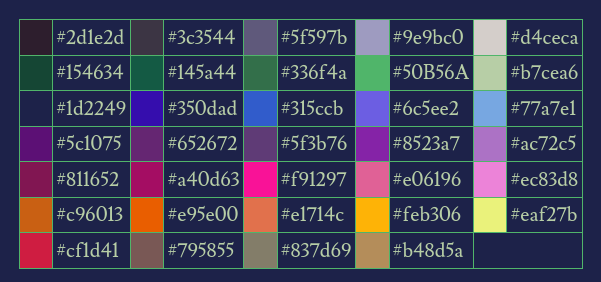 #2d1e2d #3c3544 #5f597b #9e9bc0 #d4ceca
#154634 #145a44 #336f4a #50B56A #b7cea6
#1d2249 #350dad #315ccb #6c5ee2 #77a7e1
#5c1075 #652672 #5f3b76 #8523a7 #ac72c5
#811652 #a40d63 #f91297 #e06196 #ec83d8
#c96013 #e95e00 #e1714c #feb306 #eaf27b
#cf1d41 #795855 #837d69 #b48d5a